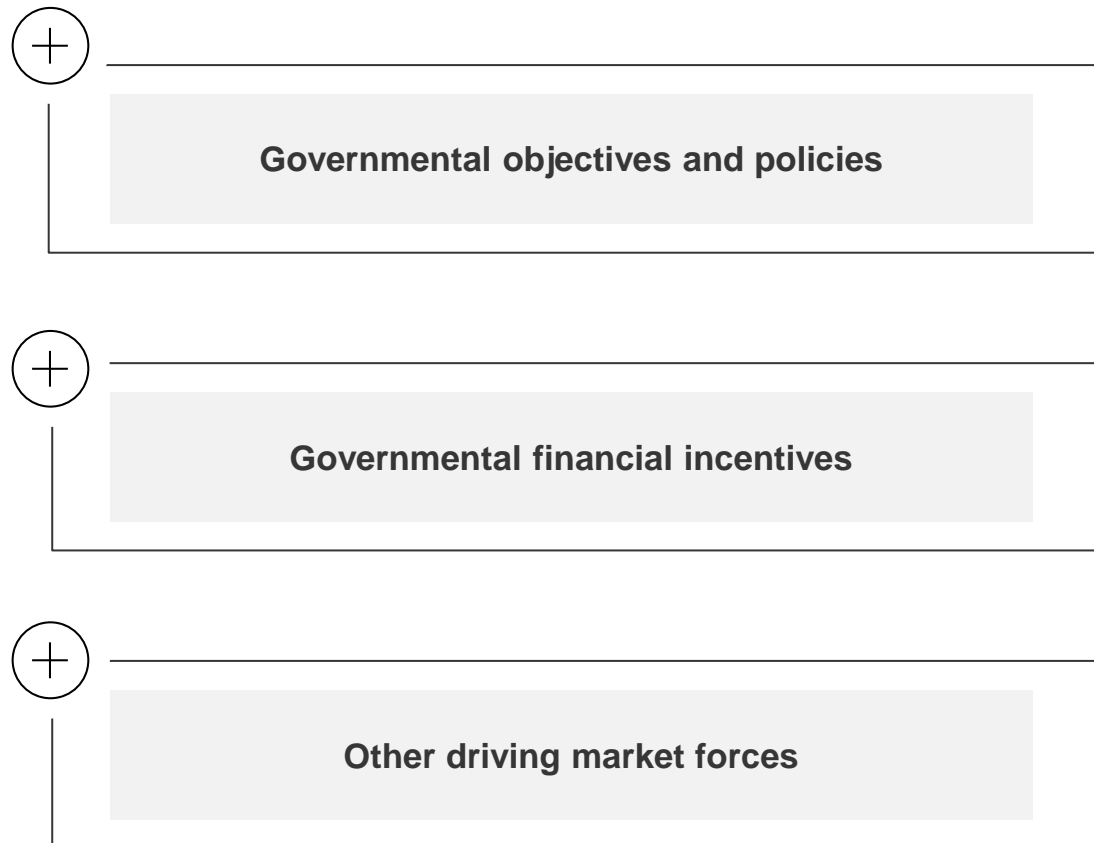 Governmental objectives and policies
Governmental financial incentives
Other driving market forces